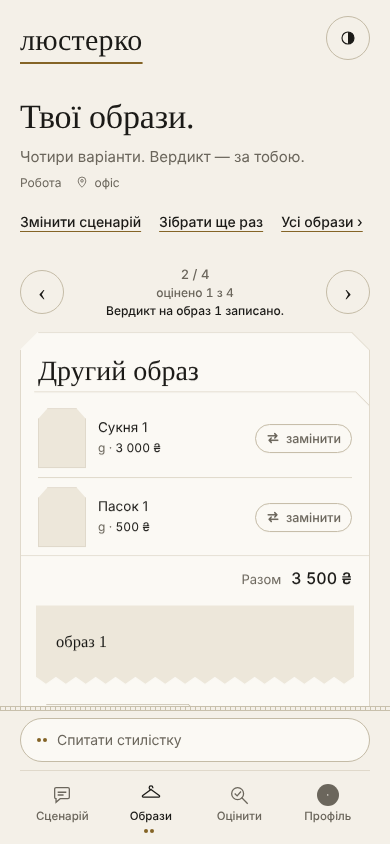 люстерко
Твої образи.
Чотири варіанти. Вердикт — за тобою.
Робота офіс
Змінити сценарій Зібрати ще раз Усі образи ›
2 / 4
оцінено 1 з 4
Вердикт на образ 1 записано.
Другий образ
Сукня 1
g · 3 000 ₴
замінити
Пасок 1
g · 500 ₴
замінити
Разом 3 500 ₴
образ 1
Спитати стилістку
Сценарій Образи Оцінити Профіль